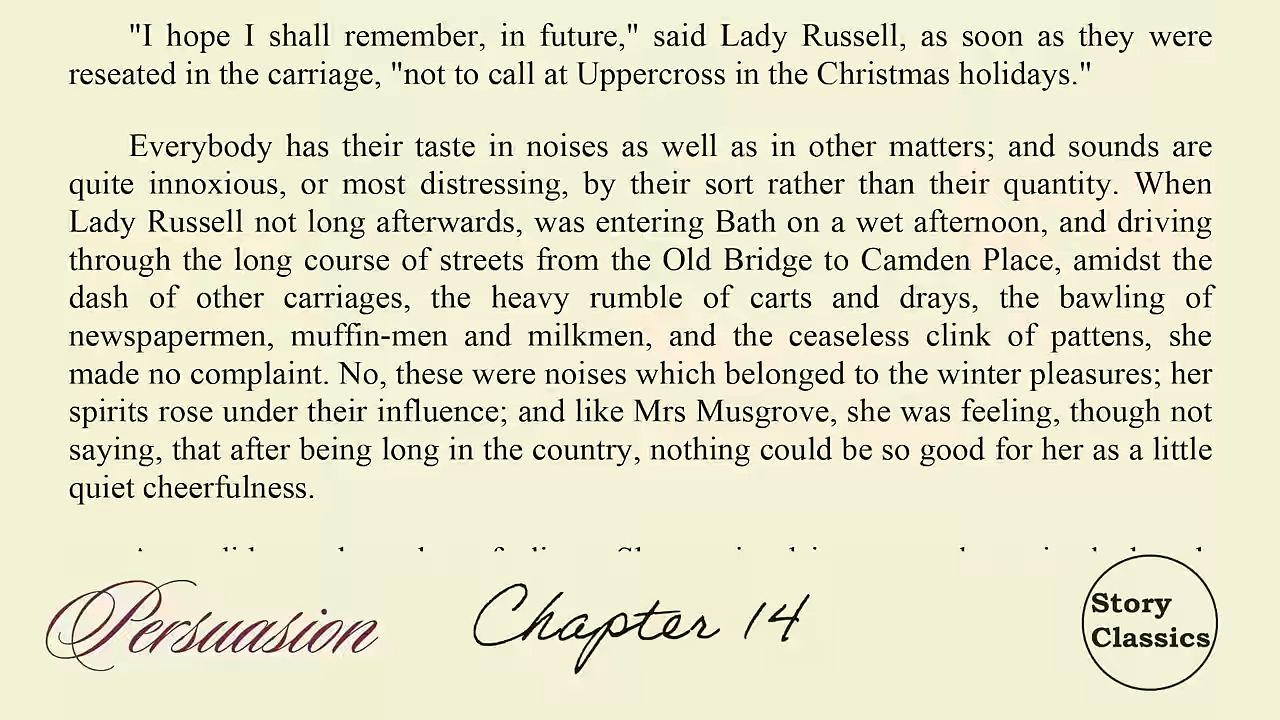 "I hope I shall remember, in future," said Lady Russell, as soon as they were
reseated in the carriage, "not to call at Uppercross in the Christmas holidays."
Everybody has their taste in noises as well as in other matters; and sounds are
quite innoxious, or most distressing, by their sort rather than their quantity. When
Lady Russell not long afterwards, was entering Bath on a wet afternoon, and driving
through the long course of streets from the Old Bridge to Camden Place, amidst the
dash of other carriages, the heavy rumble of carts and drays, the bawling of
newspapermen, muffin-men and milkmen, and the ceaseless clink of pattens, she
made no complaint. No, these were noises which belonged to the winter pleasures; her
spirits rose under their influence; and like Mrs Musgrove, she was feeling, though not
saying, that after being long in the country, nothing could be so good for her as a little
quiet cheerfulness.
Persuasion
Chapter 14
Story
Classics